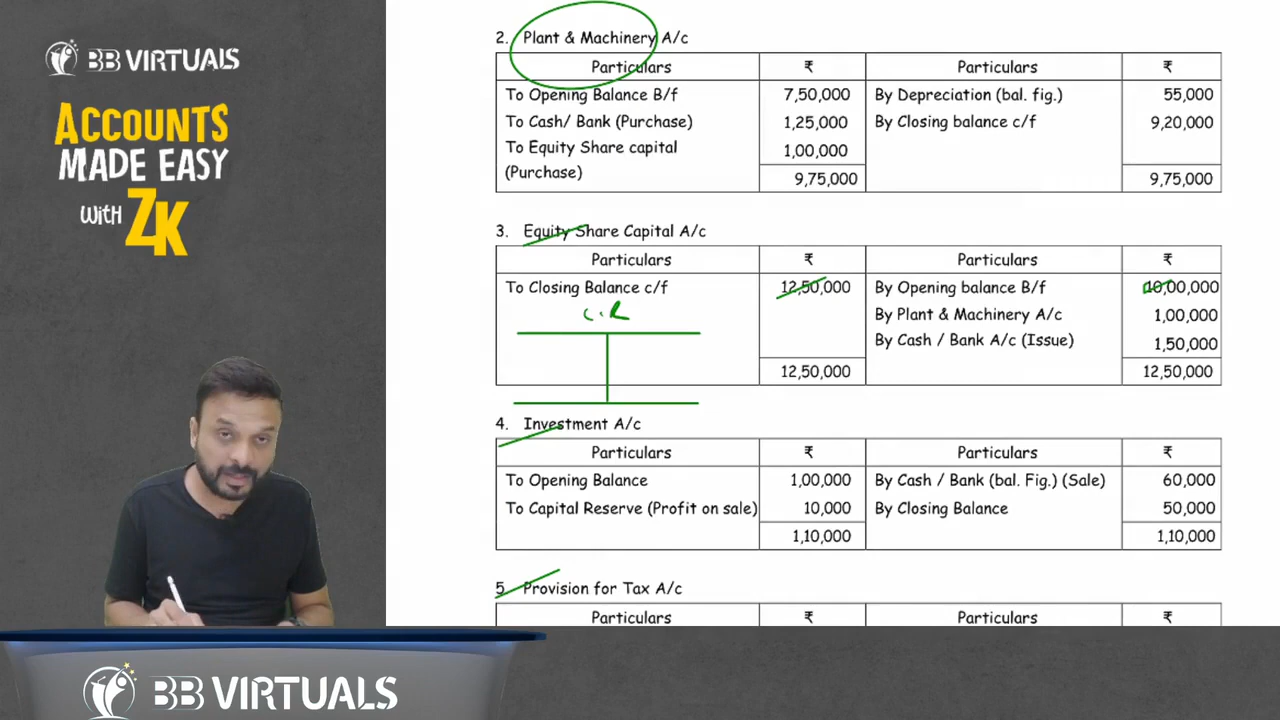 BB VIRTUALS
ACCOUNTS
MADE EASY
with ZK
2. Plant & Machinery A/c
Particulars ₹ Particulars ₹
To Opening Balance B/f 7,50,000 By Depreciation (bal. fig.) 55,000
To Cash/ Bank (Purchase) 1,25,000 By Closing balance c/f 9,20,000
To Equity Share capital 1,00,000
(Purchase)
9,75,000 9,75,000
3. Equity Share Capital A/c
Particulars ₹ Particulars ₹
To Closing Balance c/f 12,50,000 By Opening balance B/f 10,00,000
C.R By Plant & Machinery A/c 1,00,000
By Cash / Bank A/c (Issue) 1,50,000
12,50,000 12,50,000
4. Investment A/c
Particulars ₹ Particulars ₹
To Opening Balance 1,00,000 By Cash / Bank (bal. Fig.) (Sale) 60,000
To Capital Reserve (Profit on sale) 10,000 By Closing Balance 50,000
1,10,000 1,10,000
5 Provision for Tax A/c
Particulars ₹ Particulars ₹
BB VIRTUALS